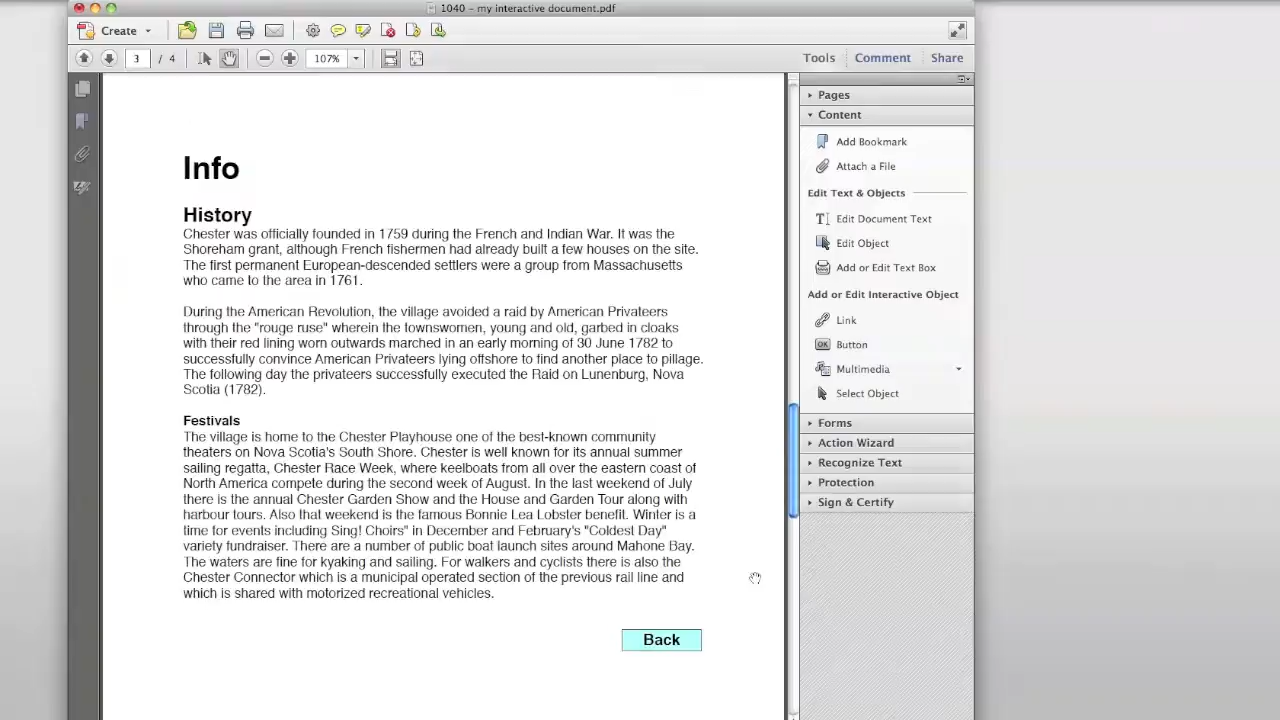 1040 - my interactive document.pdf
Create
3 / 4
107%
Tools Comment Share
Info
History
Chester was officially founded in 1759 during the French and Indian War. It was the
Shoreham grant, although French fishermen had already built a few houses on the site.
The first permanent European-descended settlers were a group from Massachusetts
who came to the area in 1761.
During the American Revolution, the village avoided a raid by American Privateers
through the "rouge ruse" wherein the townswomen, young and old, garbed in cloaks
with their red lining worn outwards marched in an early morning of 30 June 1782 to
successfully convince American Privateers lying offshore to find another place to pillage.
The following day the privateers successfully executed the Raid on Lunenburg, Nova
Scotia (1782).
Festivals
The village is home to the Chester Playhouse one of the best-known community
theaters on Nova Scotia's South Shore. Chester is well known for its annual summer
sailing regatta, Chester Race Week, where keelboats from all over the eastern coast of
North America compete during the second week of August. In the last weekend of July
there is the annual Chester Garden Show and the House and Garden Tour along with
harbour tours. Also that weekend is the famous Bonnie Lea Lobster benefit. Winter is a
time for events including Sing! Choirs" in December and February's "Coldest Day"
variety fundraiser. There are a number of public boat launch sites around Mahone Bay.
The waters are fine for kyaking and sailing. For walkers and cyclists there is also the
Chester Connector which is a municipal operated section of the previous rail line and
which is shared with motorized recreational vehicles.
Back
Pages
Content
Add Bookmark
Attach a File
Edit Text & Objects
Edit Document Text
Edit Object
Add or Edit Text Box
Add or Edit Interactive Object
Link
OK Button
Multimedia
Select Object
Forms
Action Wizard
Recognize Text
Protection
Sign & Certify